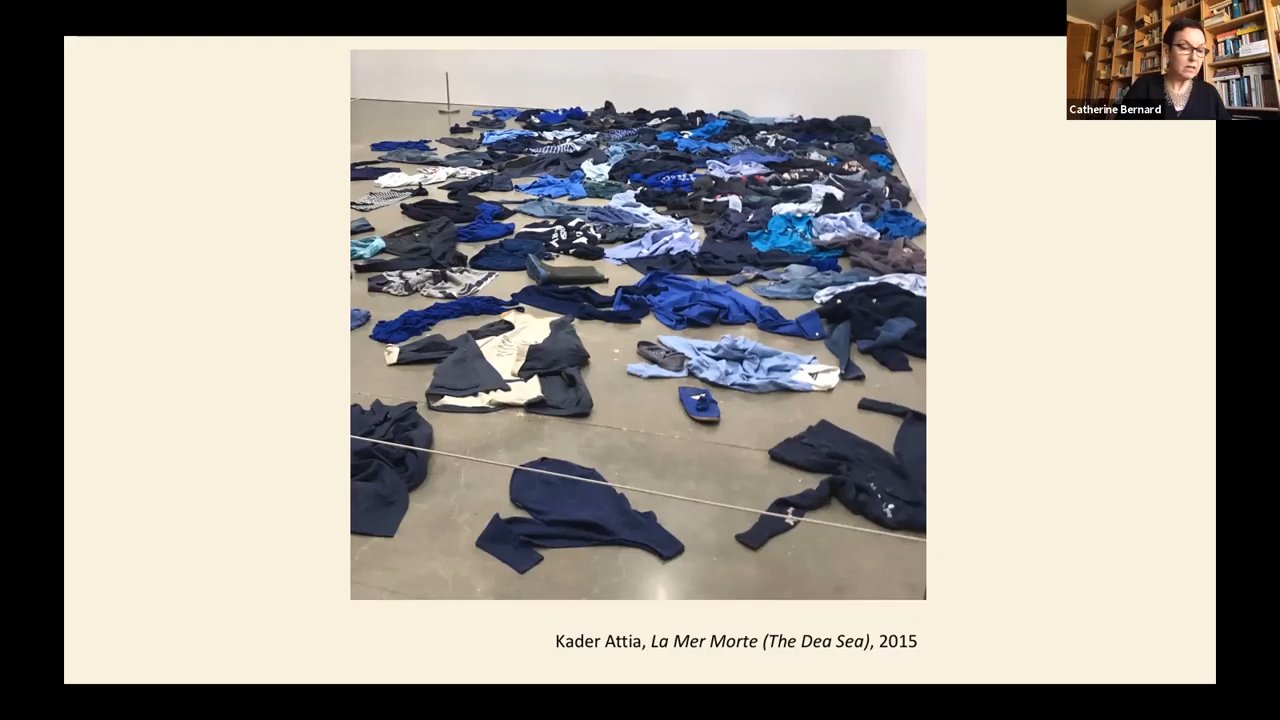 Catherine Bernard
Kader Attia, La Mer Morte (The Dea Sea), 2015